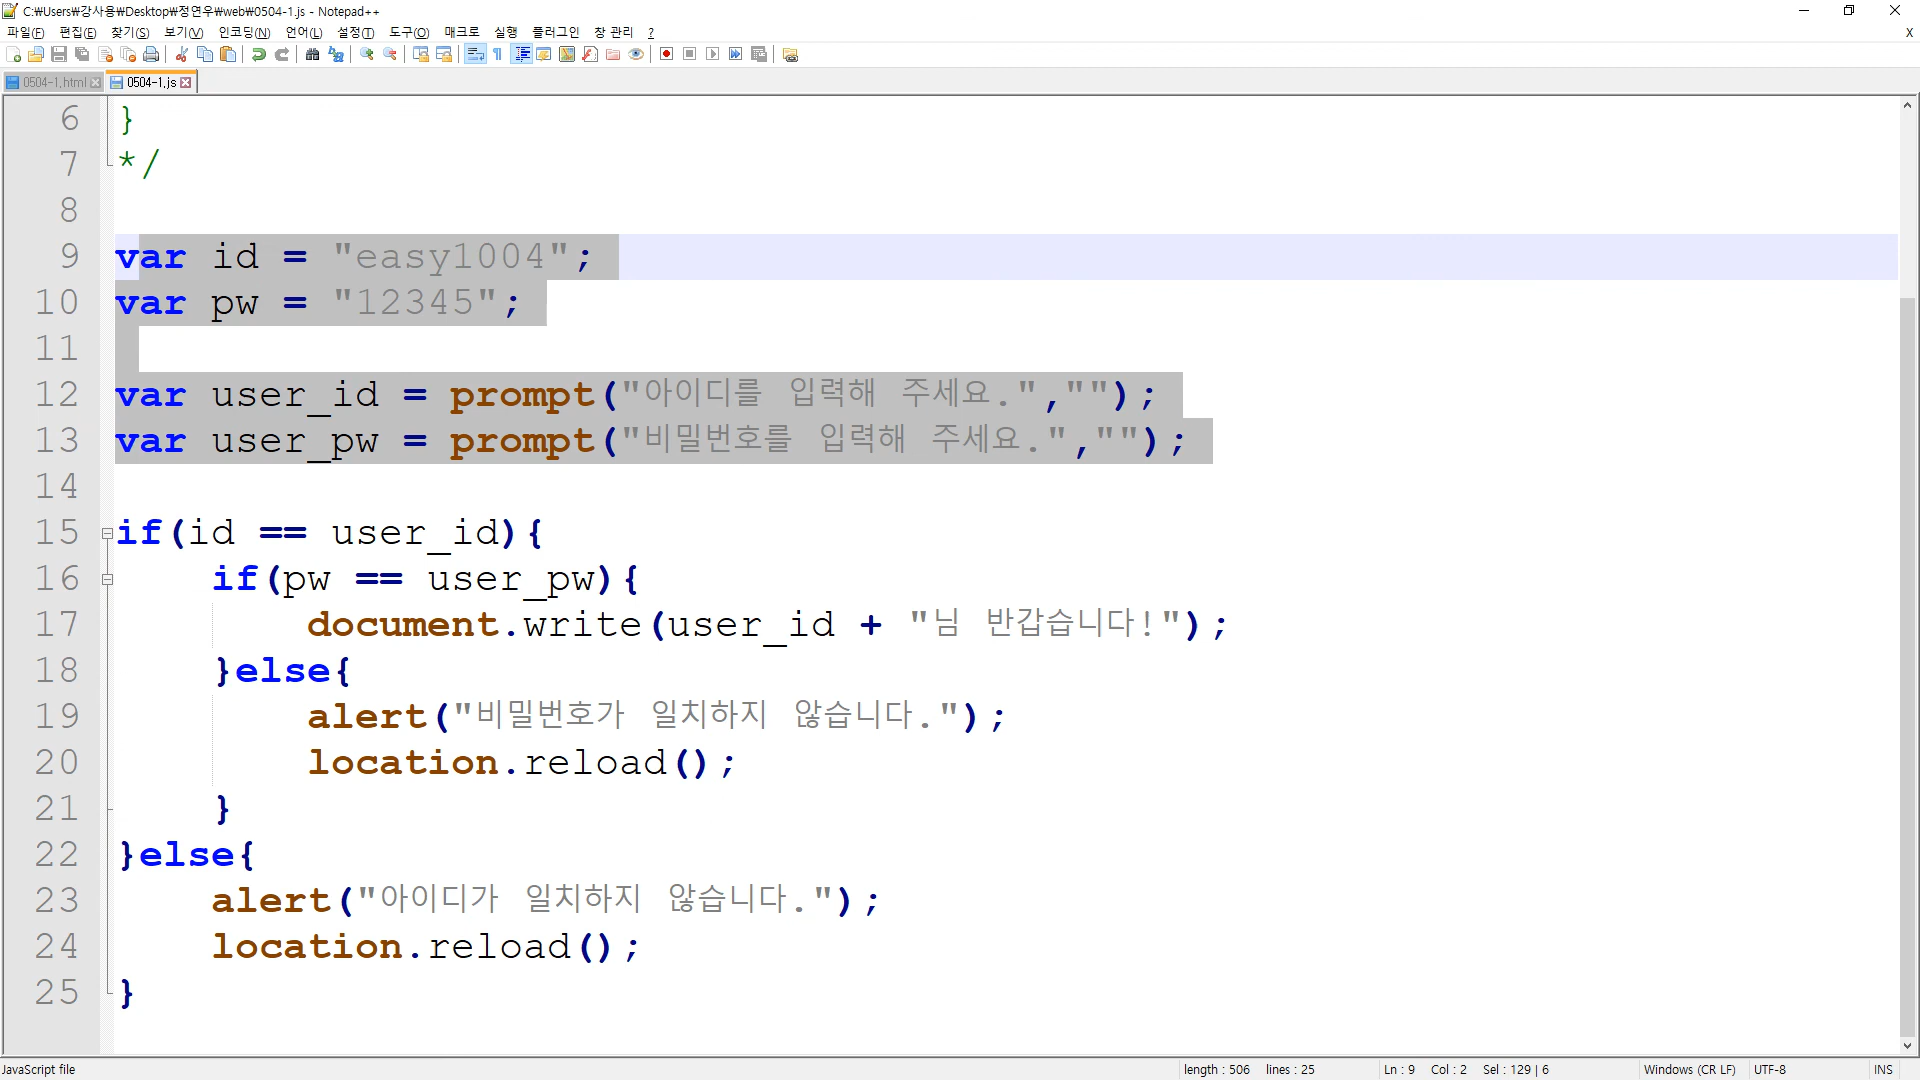 C:\Users\강사용\Desktop\정연우\web\0504-1.js - Notepad++
파일(F) 편집(E) 찾기(S) 보기(V) 인코딩(N) 언어(L) 설정(T) 도구(O) 매크로 실행 플러그인 창 관리 ? X
0504-1.html 0504-1.js
6 }
7 */
8
9 var id = "easy1004";
10 var pw = "12345";
11
12 var user_id = prompt("아이디를 입력해 주세요.","");
13 var user_pw = prompt("비밀번호를 입력해 주세요.","");
14
15 if(id == user_id){
16 if(pw == user_pw){
17 document.write(user_id + "님 반갑습니다!");
18 }else{
19 alert("비밀번호가 일치하지 않습니다.");
20 location.reload();
21 }
22 }else{
23 alert("아이디가 일치하지 않습니다.");
24 location.reload();
25 }
JavaScript file length : 506 lines : 25 Ln : 9 Col : 2 Sel : 129 | 6 Windows (CR LF) UTF-8 INS